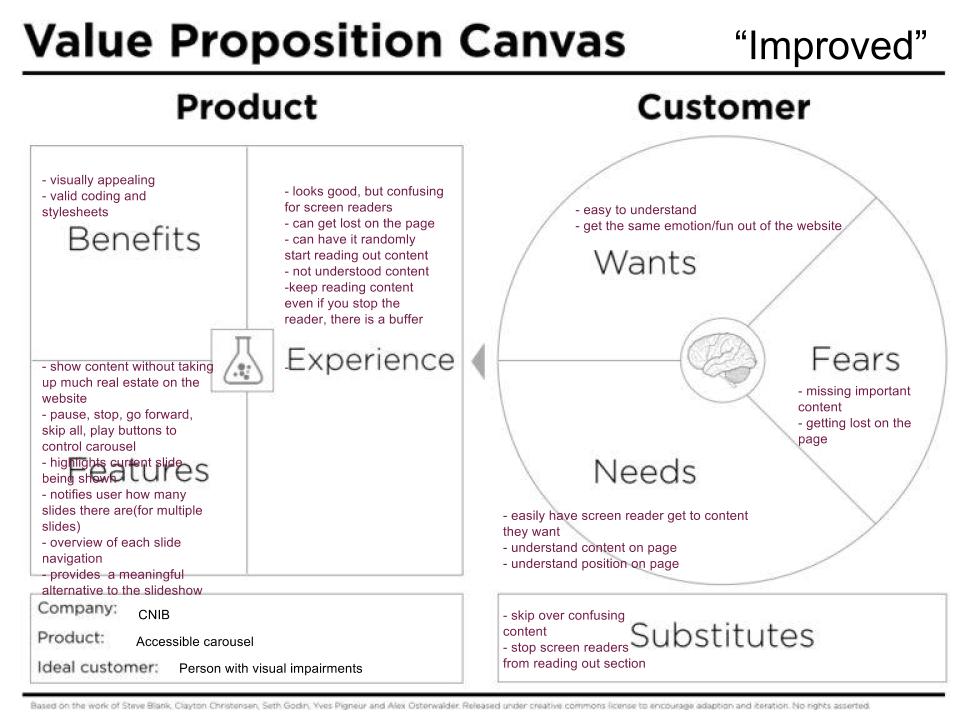 Value Proposition Canvas
“Improved”
Product
Customer
- visually appealing
- valid coding and
stylesheets
Benefits
- looks good, but confusing
for screen readers
- can get lost on the page
- can have it randomly
start reading out content
- not understood content
-keep reading content
even if you stop the
reader, there is a buffer
-
Experience
- show content without taking
up much real estate on the
website
- pause, stop, go forward,
skip all, play buttons to
control carousel
- highlights current slide
being shown
- notifies user how many
slides there are(for multiple
slides)
- overview of each slide
navigation
- provides  a meaningful
alternative to the slideshow
Features
- easy to understand
- get the same emotion/fun out of the website
Wants
Fears
- missing important
content
- getting lost on the
page
Needs
- easily have screen reader get to content
they want
- understand content on page
- understand position on page
Company: CNIB
Product: Accessible carousel
Ideal customer: Person with visual impairments
- skip over confusing
content
- stop screen readers
from reading out section
Substitutes
Based on the work of Steve Blank, Clayton Christensen, Seth Godin, Yves Pigneur and Alex Osterwalder. Released under creative commons license to encourage adaption and iteration. No rights asserted.